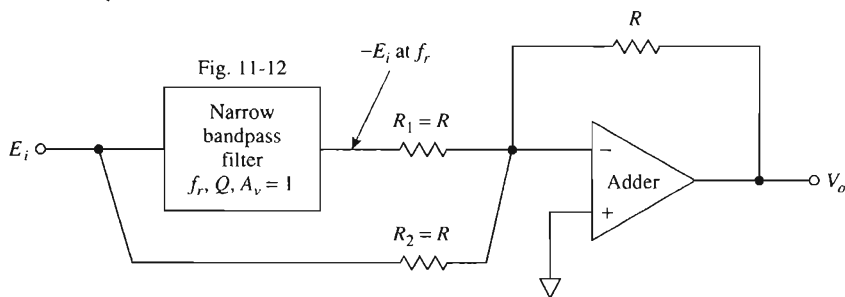 R
−E_i at f_r
Fig. 11-12
Narrow
bandpass
filter
f_r, Q, A_v = 1
R_1 = R
E_i
−
Adder
+
V_o
R_2 = R